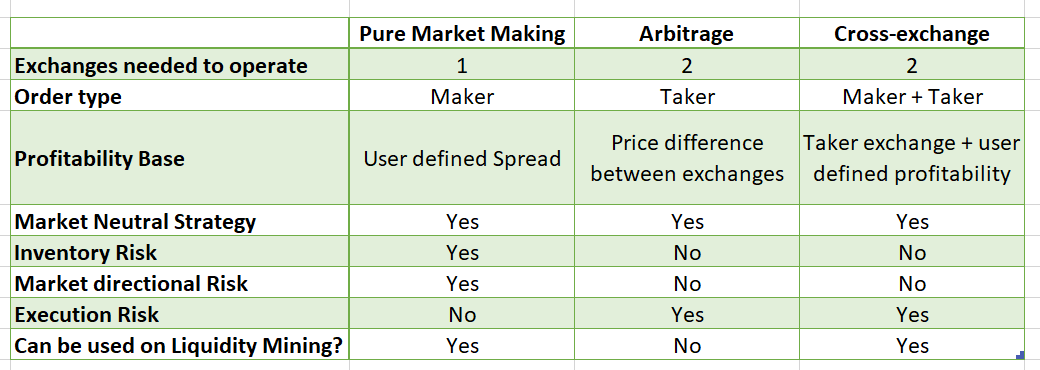 Pure Market Making Arbitrage Cross-exchange
Exchanges needed to operate 1 2 2
Order type Maker Taker Maker + Taker
Profitability Base User defined Spread Price difference between exchanges Taker exchange + user defined profitability
Market Neutral Strategy Yes Yes Yes
Inventory Risk Yes No No
Market directional Risk Yes No No
Execution Risk No Yes Yes
Can be used on Liquidity Mining? Yes No Yes